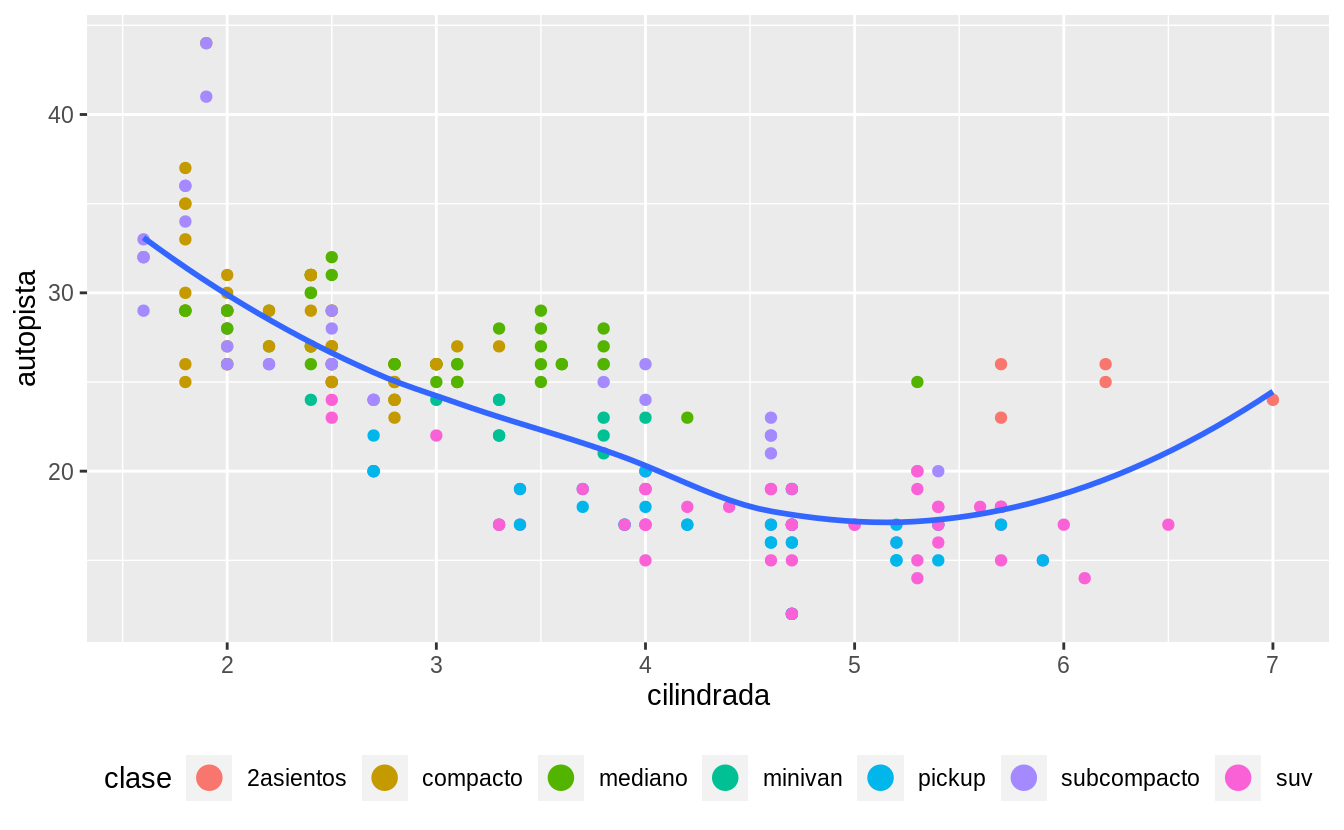 40
30
20
autopista
2 3 4 5 6 7
cilindrada
clase 2asientos compacto mediano minivan pickup subcompacto suv